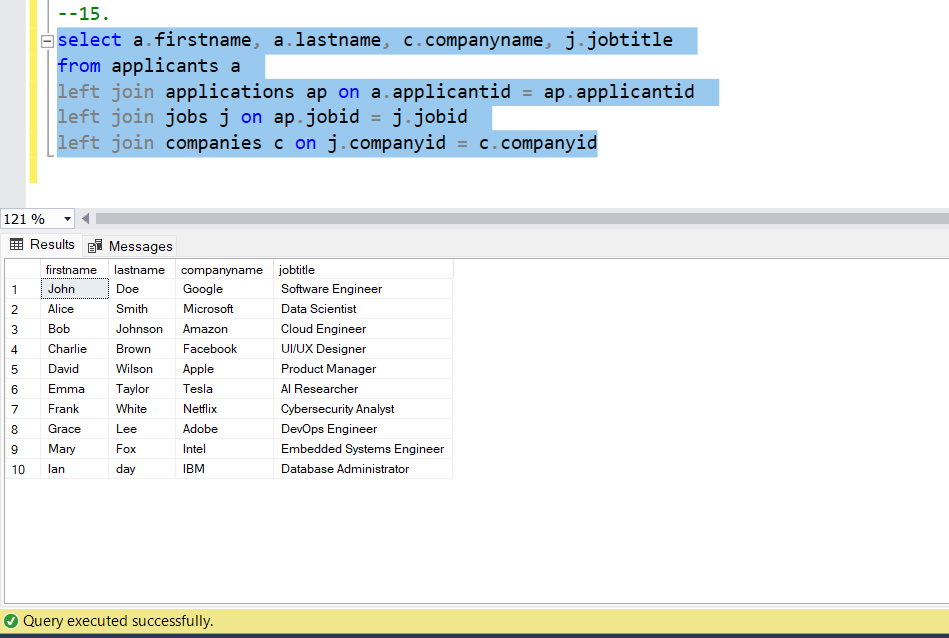 --15.
select a.firstname, a.lastname, c.companyname, j.jobtitle
from applicants a
left join applications ap on a.applicantid = ap.applicantid
left join jobs j on ap.jobid = j.jobid
left join companies c on j.companyid = c.companyid
121 %
Results Messages
firstname lastname companyname jobtitle
1 John Doe Google Software Engineer
2 Alice Smith Microsoft Data Scientist
3 Bob Johnson Amazon Cloud Engineer
4 Charlie Brown Facebook UI/UX Designer
5 David Wilson Apple Product Manager
6 Emma Taylor Tesla AI Researcher
7 Frank White Netflix Cybersecurity Analyst
8 Grace Lee Adobe DevOps Engineer
9 Mary Fox Intel Embedded Systems Engineer
10 Ian day IBM Database Administrator
Query executed successfully.